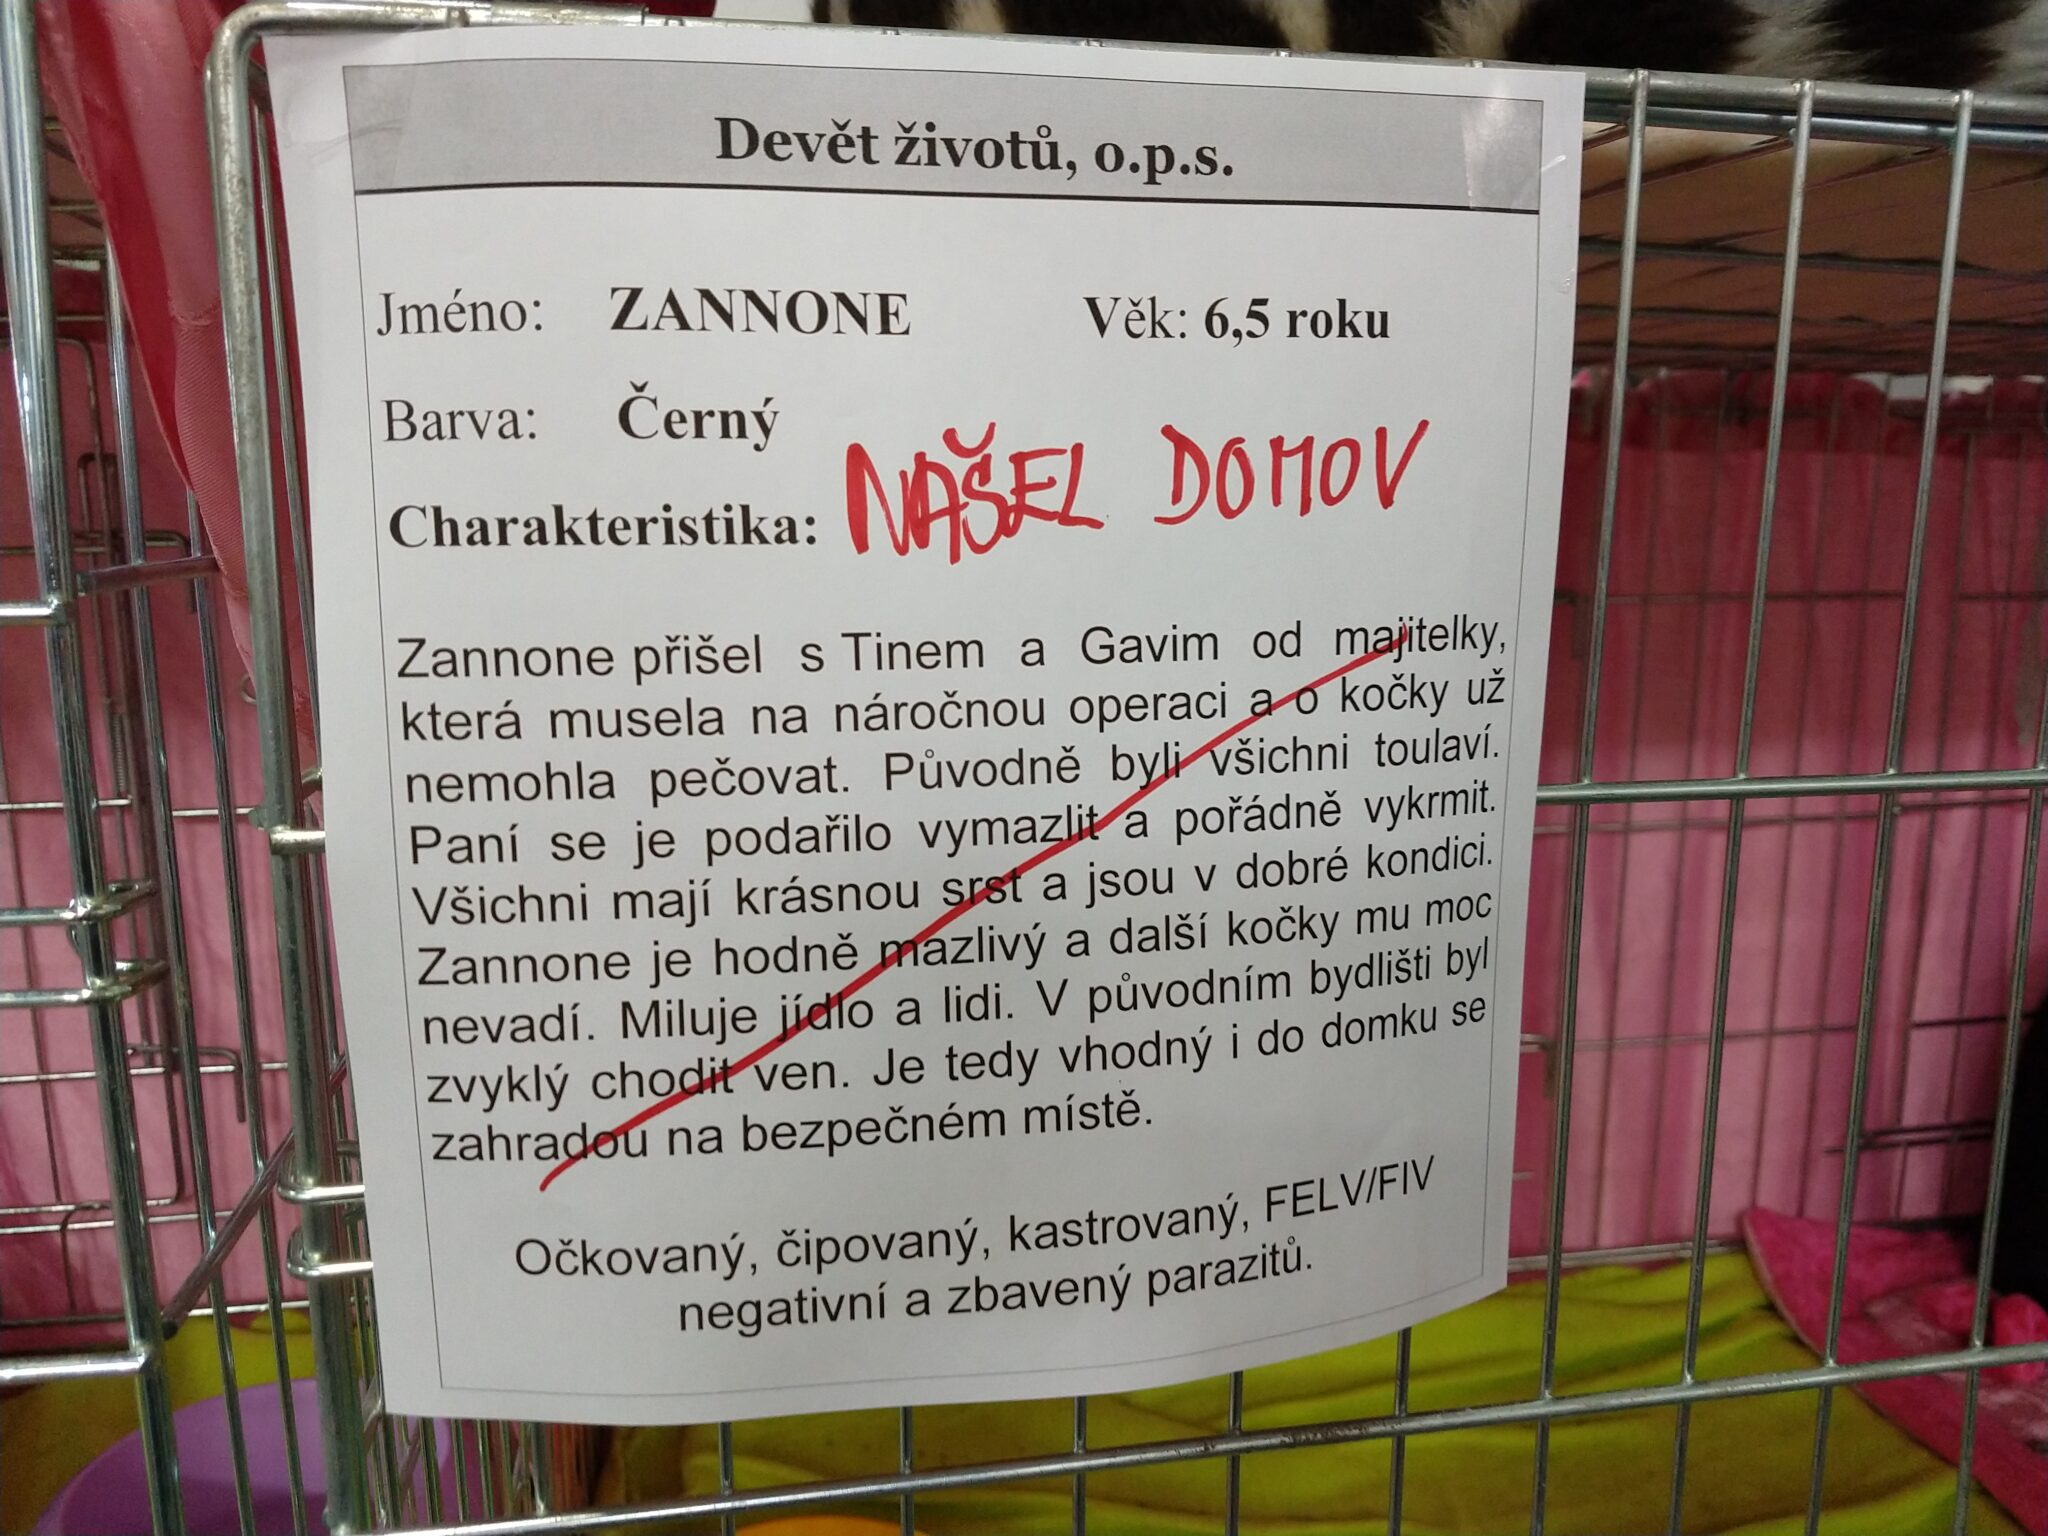 Devět životů, o.p.s.
Jméno: ZANNONE Věk: 6,5 roku
Barva: Černý
NAŠEL DOMOV
Charakteristika:
Zannone přišel s Tinem a Gavim od majitelky,
která musela na náročnou operaci a o kočky už
nemohla pečovat. Původně byli všichni toulaví.
Paní se je podařilo vymazlit a pořádně vykrmit.
Všichni mají krásnou srst a jsou v dobré kondici.
Zannone je hodně mazlivý a další kočky mu moc
nevadí. Miluje jídlo a lidi. V původním bydlišti byl
zvyklý chodit ven. Je tedy vhodný i do domku se
zahradou na bezpečném místě.
Očkovaný, čipovaný, kastrovaný, FELV/FIV
negativní a zbavený parazitů.